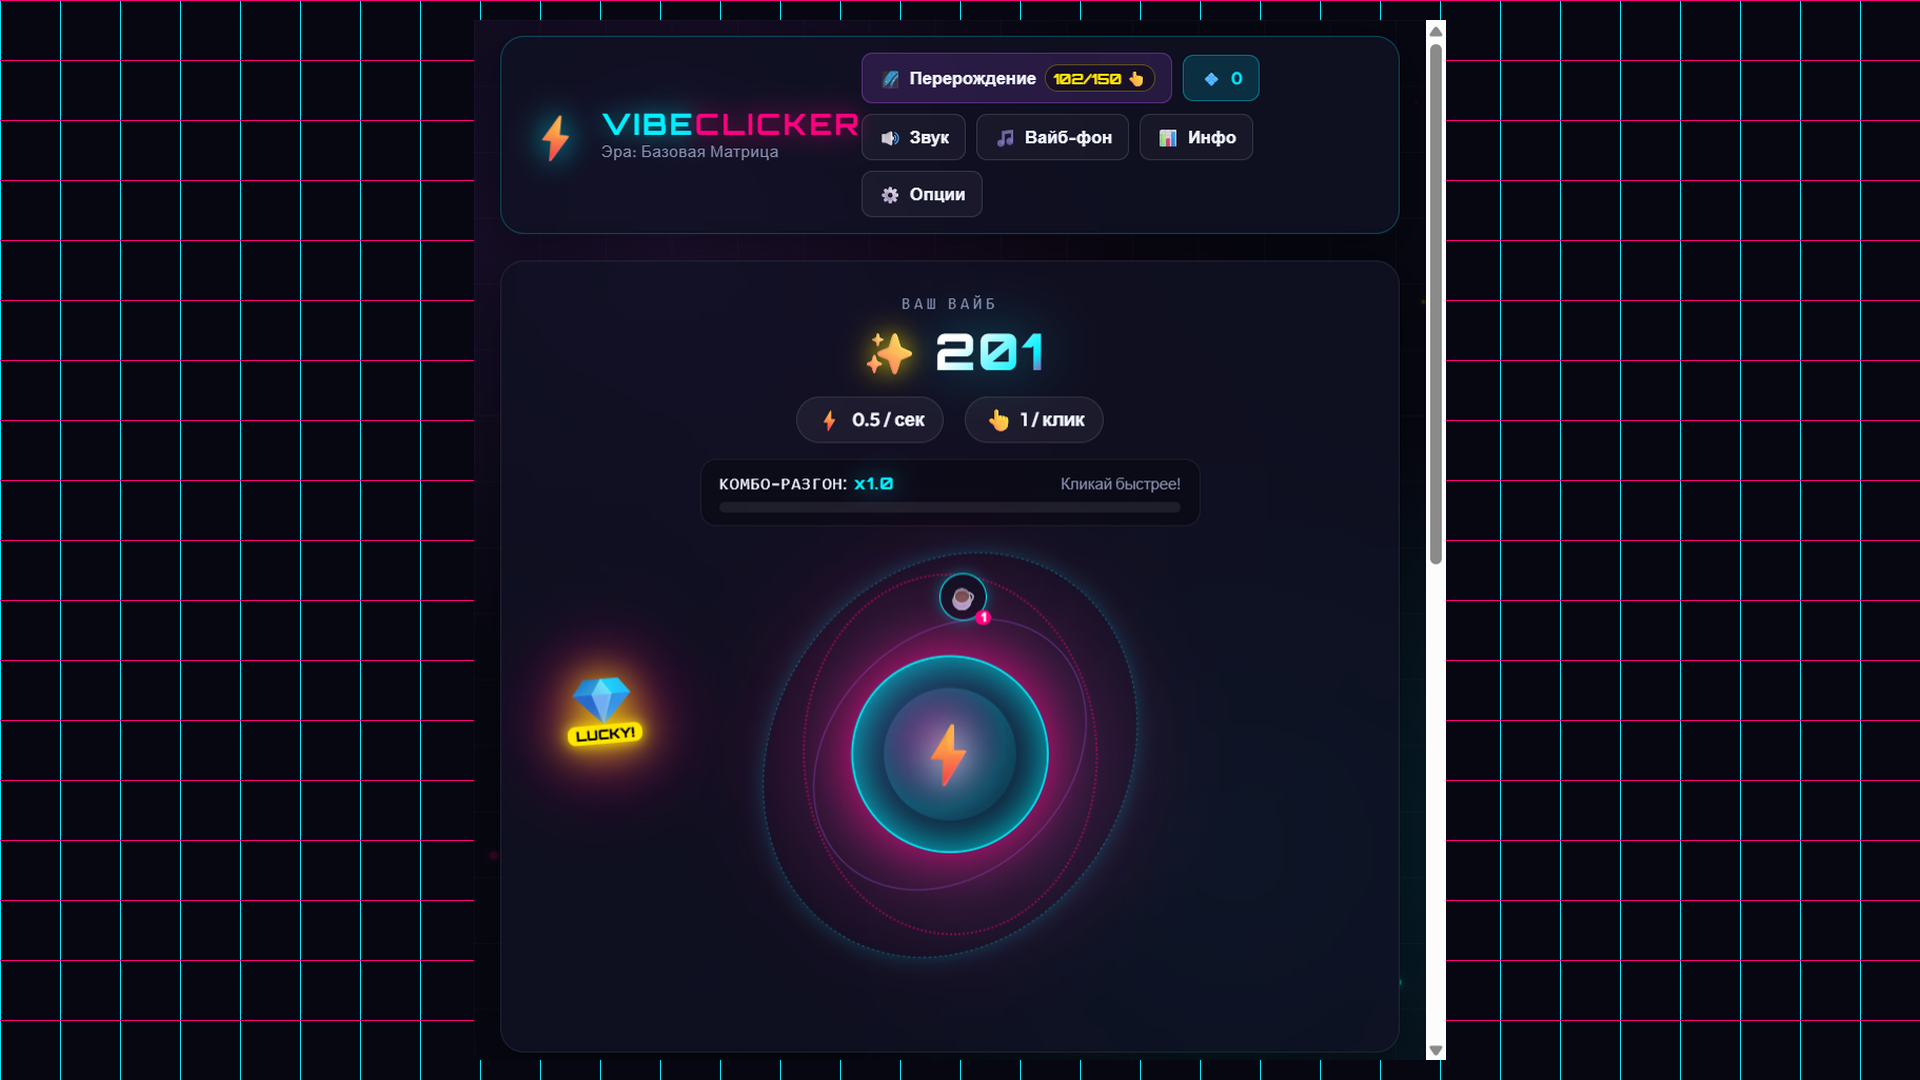 Перерождение 102/150
0
VIBECLICKER
Эра: Базовая Матрица
Звук
Вайб-фон
Инфо
Опции
ВАШ ВАЙБ
201
0.5 / сек
1 / клик
КОМБО-РАЗГОН: x1.0
Кликай быстрее!
1
LUCKY!